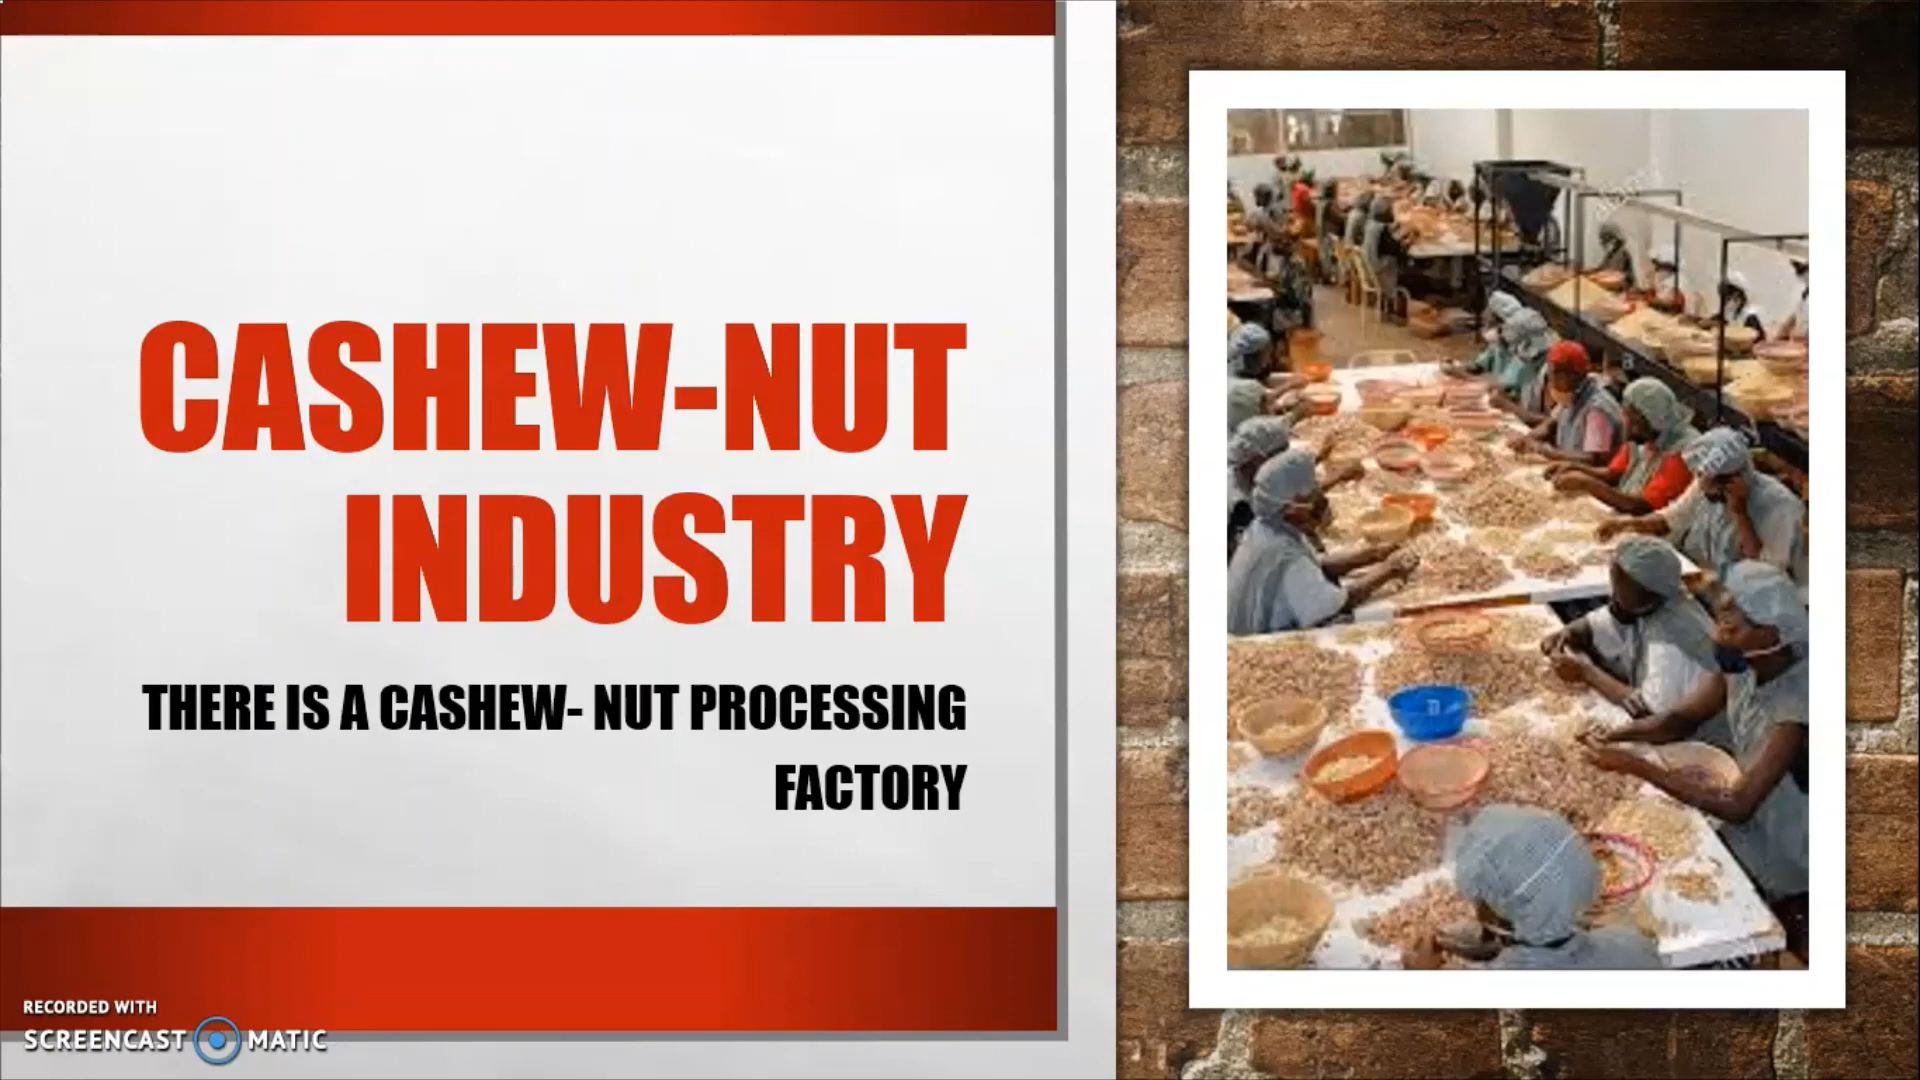 CASHEW-NUT
INDUSTRY
THERE IS A CASHEW- NUT PROCESSING
FACTORY
RECORDED WITH
SCREENCAST MATIC